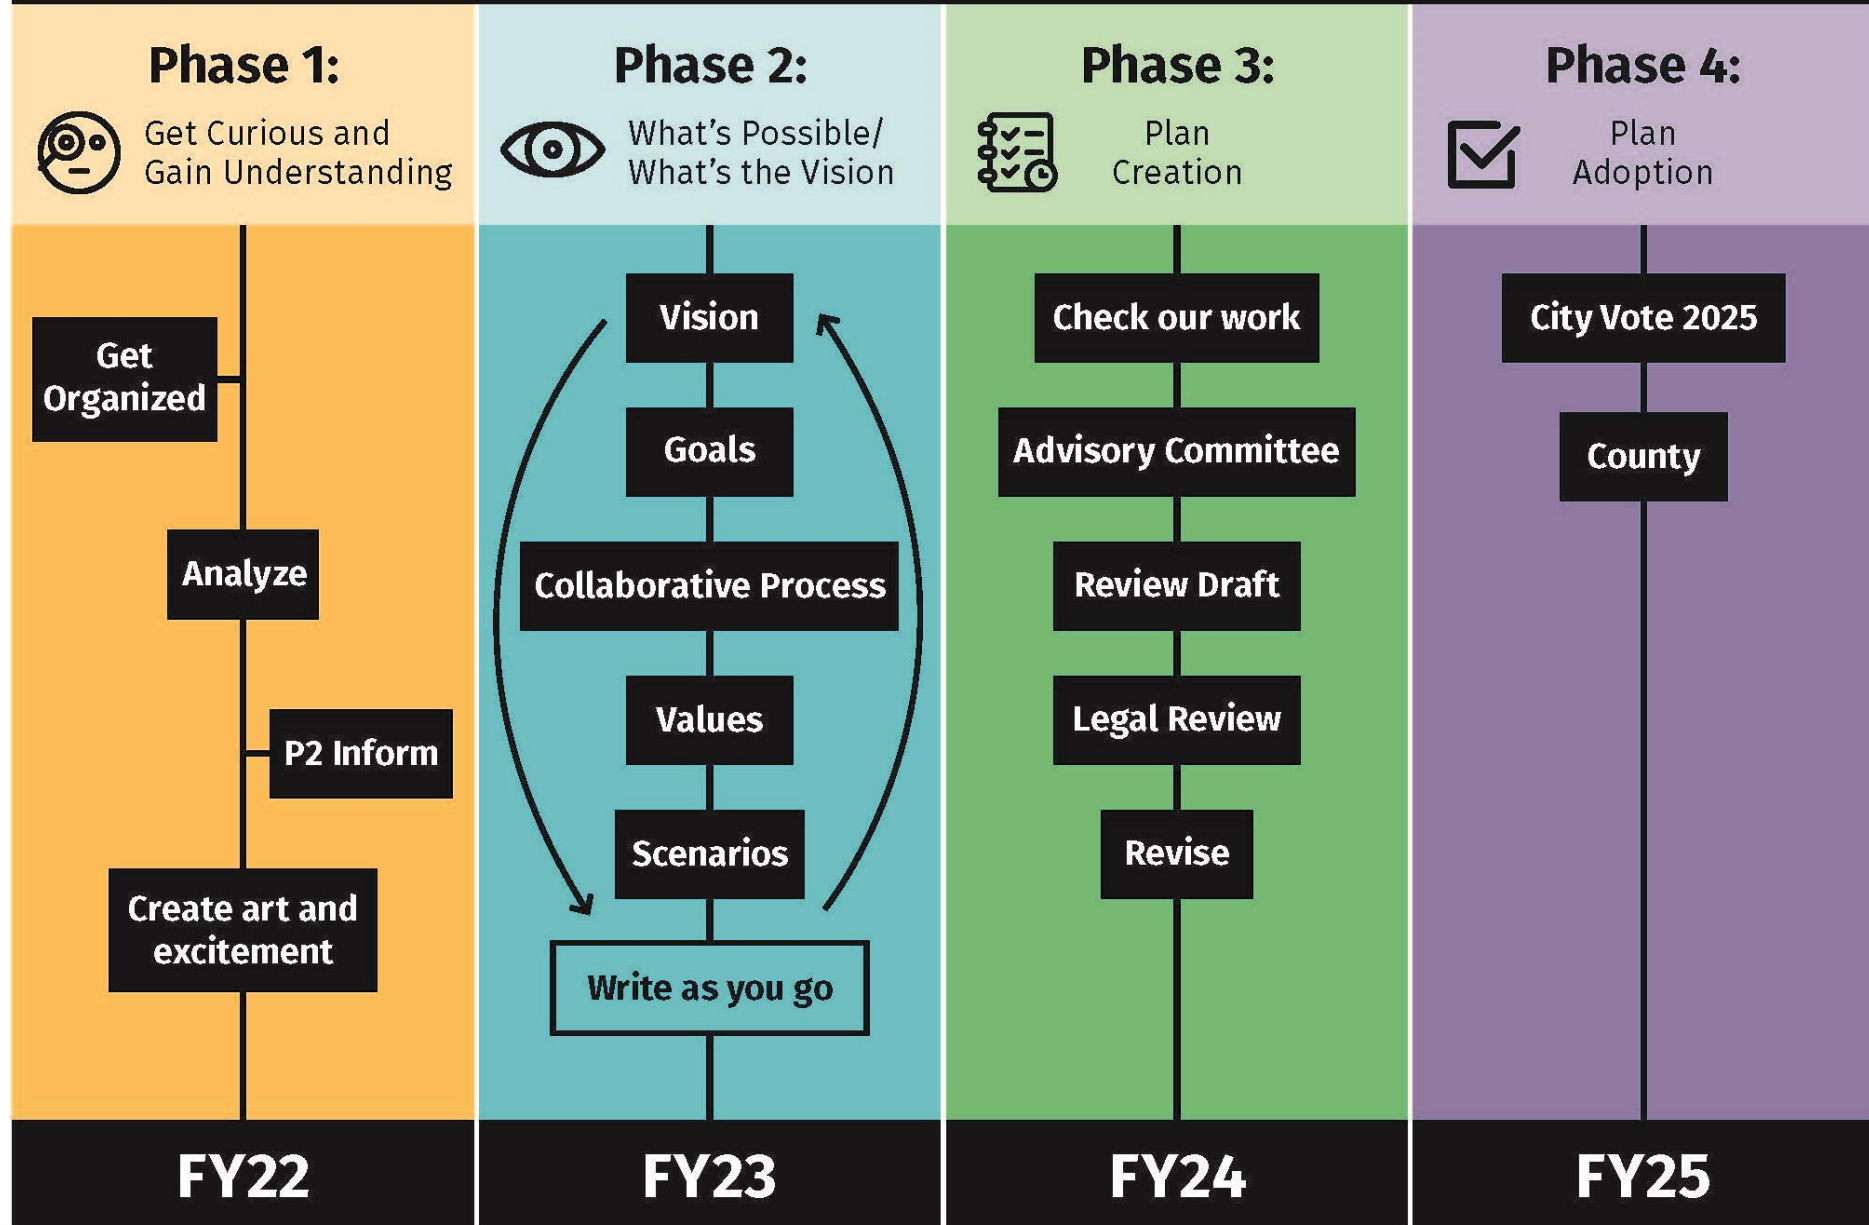 Phase 1:
Get Curious and
Gain Understanding
Get
Organized
Analyze
P2 Inform
Create art and
excitement
FY22
Phase 2:
What's Possible/
What's the Vision
Vision
Goals
Collaborative Process
Values
Scenarios
Write as you go
FY23
Phase 3:
Plan
Creation
Check our work
Advisory Committee
Review Draft
Legal Review
Revise
FY24
Phase 4:
Plan
Adoption
City Vote 2025
County
FY25